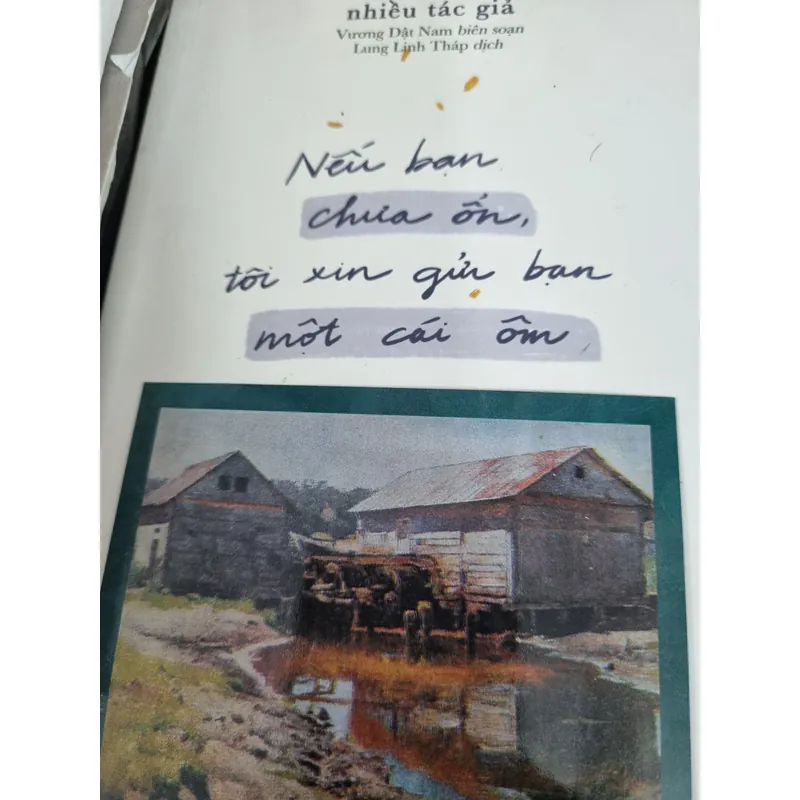 nhiều tác giả
Vương Dật Nam biên soạn
Lung Linh Tháp dịch
Nếu bạn
chưa ổn,
tôi xin gửi bạn
một cái ôm